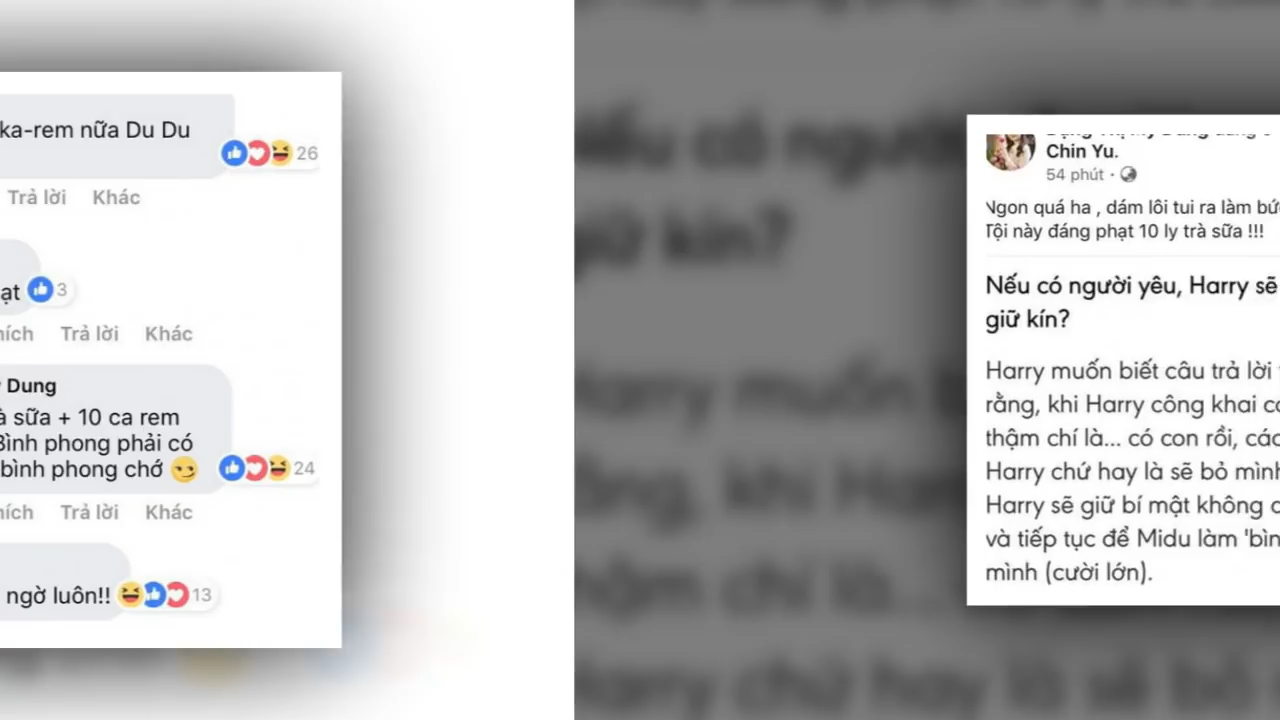 ka-rem nữa Du Du
26
Trả lời Khác
ạt
3
hích Trả lời Khác
Dung
à sữa + 10 ca rem
Bình phong phải có
bình phong chớ
24
hích Trả lời Khác
ngờ luôn!!
13
Chin Yu.
54 phút ·
Ngon quá ha , dám lôi tui ra làm bứ
Tội này đáng phạt 10 ly trà sữa !!!
Nếu có người yêu, Harry sẽ
giữ kín?
Harry muốn biết câu trả lời
rằng, khi Harry công khai c
thậm chí là... có con rồi, các
Harry chứ hay là sẽ bỏ mình
Harry sẽ giữ bí mật không
và tiếp tục để Midu làm 'bìn
mình (cười lớn).